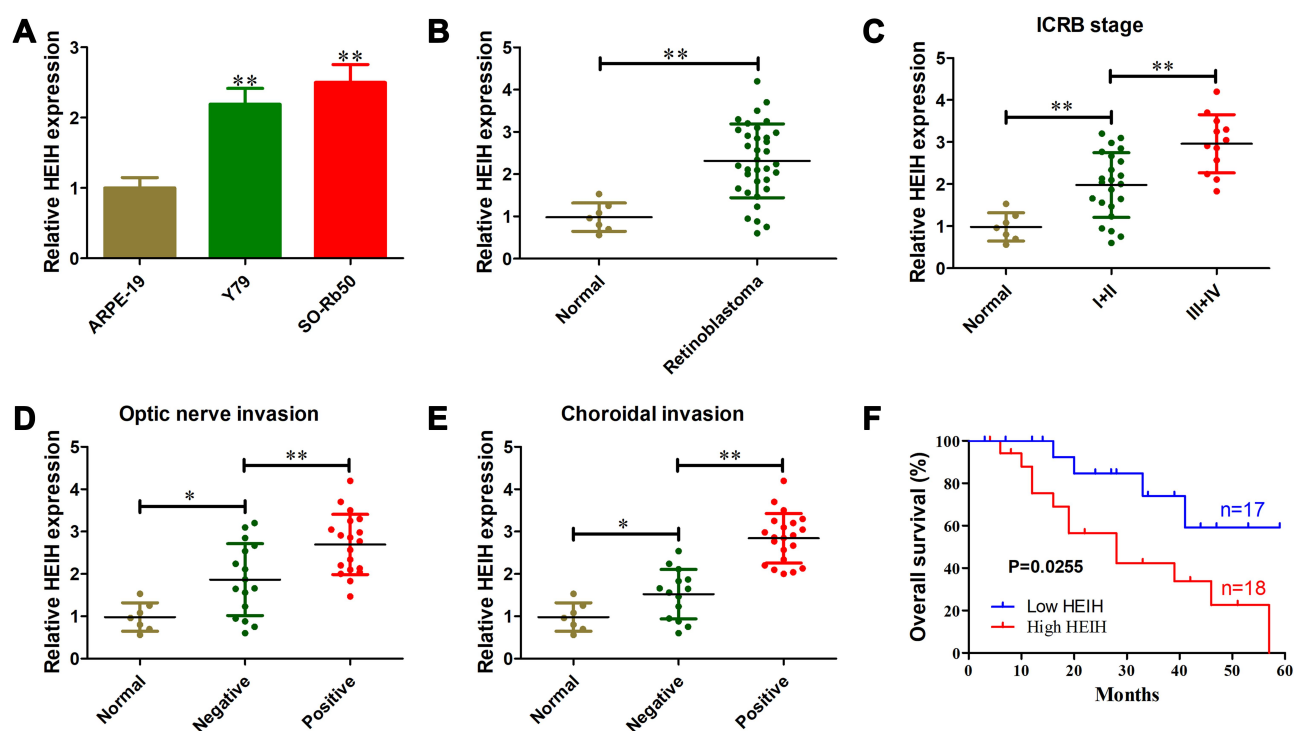 A
Relative HEIH expression
3
2
1
0
**
**
ARPE-19
Y79
SO-Rb50
B
Relative HEIH expression
5
4
3
2
1
0
**
Normal
Retinoblastoma
C
ICRB stage
Relative HEIH expression
5
4
3
2
1
0
**
**
Normal
I+II
III+IV
D
Optic nerve invasion
Relative HEIH expression
5
4
3
2
1
0
*
**
Normal
Negative
Positive
E
Choroidal invasion
Relative HEIH expression
5
4
3
2
1
0
*
**
Normal
Negative
Positive
F
Overall survival (%)
100
80
60
40
20
0
n=17
P=0.0255
n=18
Low HEIH
High HEIH
0 10 20 30 40 50 60
Months